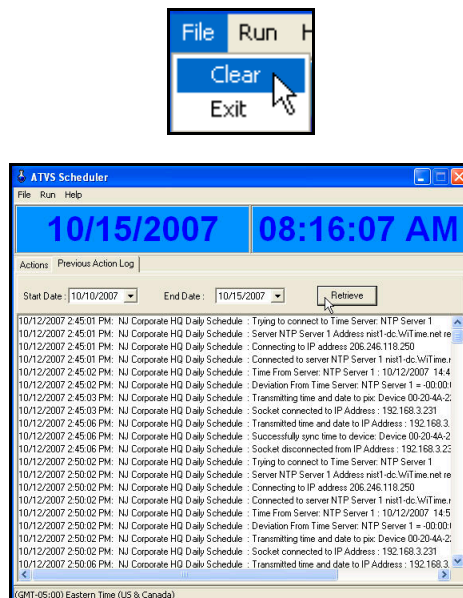 File Run H
Clear
Exit
ATVS Scheduler
File Run Help
10/15/2007 08:16:07 AM
Actions Previous Action Log
Start Date : 10/10/2007 End Date : 10/15/2007 Retrieve
10/12/2007 2:45:01 PM: NJ Corporate HQ Daily Schedule : Trying to connect to Time Server: NTP Server 1
10/12/2007 2:45:01 PM: NJ Corporate HQ Daily Schedule : Server NTP Server 1 Address nist1-dc.WiTime.net re
10/12/2007 2:45:01 PM: NJ Corporate HQ Daily Schedule : Connecting to IP address 206.246.118.250
10/12/2007 2:45:01 PM: NJ Corporate HQ Daily Schedule : Connected to server NTP Server 1 nist1-dc.WiTime.r
10/12/2007 2:45:02 PM: NJ Corporate HQ Daily Schedule : Time From Server: NTP Server 1 : 10/12/2007 14:4
10/12/2007 2:45:02 PM: NJ Corporate HQ Daily Schedule : Deviation From Time Server: NTP Server 1 = -00:00:
10/12/2007 2:45:03 PM: NJ Corporate HQ Daily Schedule : Transmitting time and date to pix: Device 00-20-4A-2
10/12/2007 2:45:03 PM: NJ Corporate HQ Daily Schedule : Socket connected to IP Address : 192.168.3.231
10/12/2007 2:45:06 PM: NJ Corporate HQ Daily Schedule : Transmitted time and date to IP Address : 192.168.3.
10/12/2007 2:45:06 PM: NJ Corporate HQ Daily Schedule : Successfully sync time to device: Device 00-20-4A-2
10/12/2007 2:45:06 PM: NJ Corporate HQ Daily Schedule : Socket disconnected from IP Address : 192.168.3.23
10/12/2007 2:50:02 PM: NJ Corporate HQ Daily Schedule : Trying to connect to Time Server: NTP Server 1
10/12/2007 2:50:02 PM: NJ Corporate HQ Daily Schedule : Server NTP Server 1 Address nist1-dc.WiTime.net re
10/12/2007 2:50:02 PM: NJ Corporate HQ Daily Schedule : Connecting to IP address 206.246.118.250
10/12/2007 2:50:02 PM: NJ Corporate HQ Daily Schedule : Connected to server NTP Server 1 nist1-dc.WiTime.r
10/12/2007 2:50:02 PM: NJ Corporate HQ Daily Schedule : Time From Server: NTP Server 1 : 10/12/2007 14:5
10/12/2007 2:50:02 PM: NJ Corporate HQ Daily Schedule : Deviation From Time Server: NTP Server 1 = -00:00:
10/12/2007 2:50:02 PM: NJ Corporate HQ Daily Schedule : Transmitting time and date to pix: Device 00-20-4A-2
10/12/2007 2:50:02 PM: NJ Corporate HQ Daily Schedule : Socket connected to IP Address : 192.168.3.231
10/12/2007 2:50:06 PM: NJ Corporate HQ Daily Schedule : Transmitted time and date to IP Address : 192.168.3.
(GMT-05:00) Eastern Time (US & Canada)